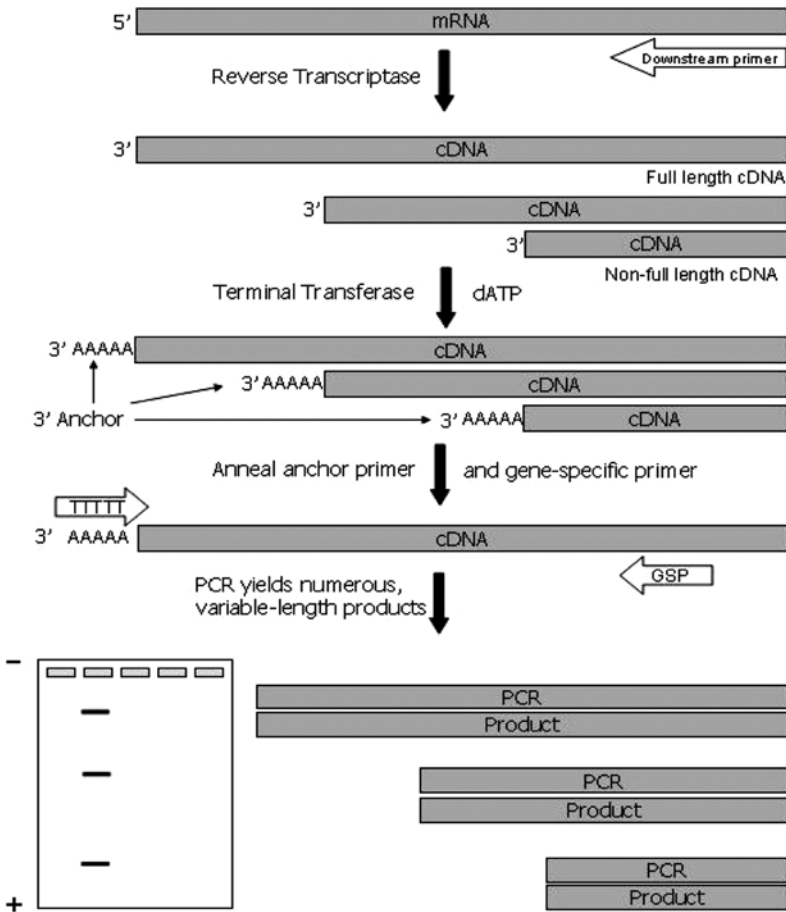 5' mRNA
Downstream primer
Reverse Transcriptase
3' cDNA
Full length cDNA
3' cDNA
3' cDNA
Non-full length cDNA
Terminal Transferase dATP
3' AAAAA cDNA
3' AAAAA cDNA
3' Anchor 3' AAAAA cDNA
Anneal anchor primer and gene-specific primer
TTTTT
3' AAAAA cDNA
GSP
PCR yields numerous,
variable-length products
−
PCR
Product
PCR
Product
PCR
+ Product